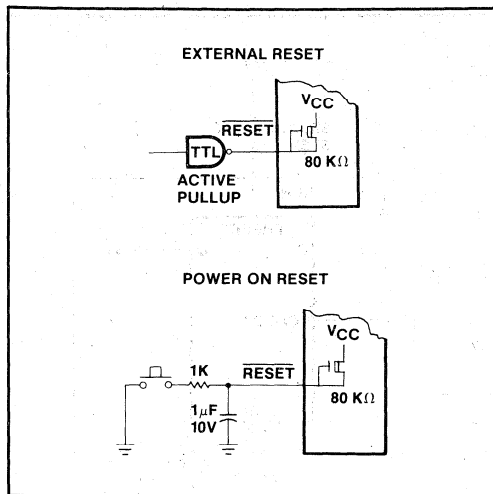 EXTERNAL RESET
VCC
RESET
TTL
80 KΩ
ACTIVE
PULLUP
POWER ON RESET
VCC
1K
RESET
80 KΩ
1μF
10V